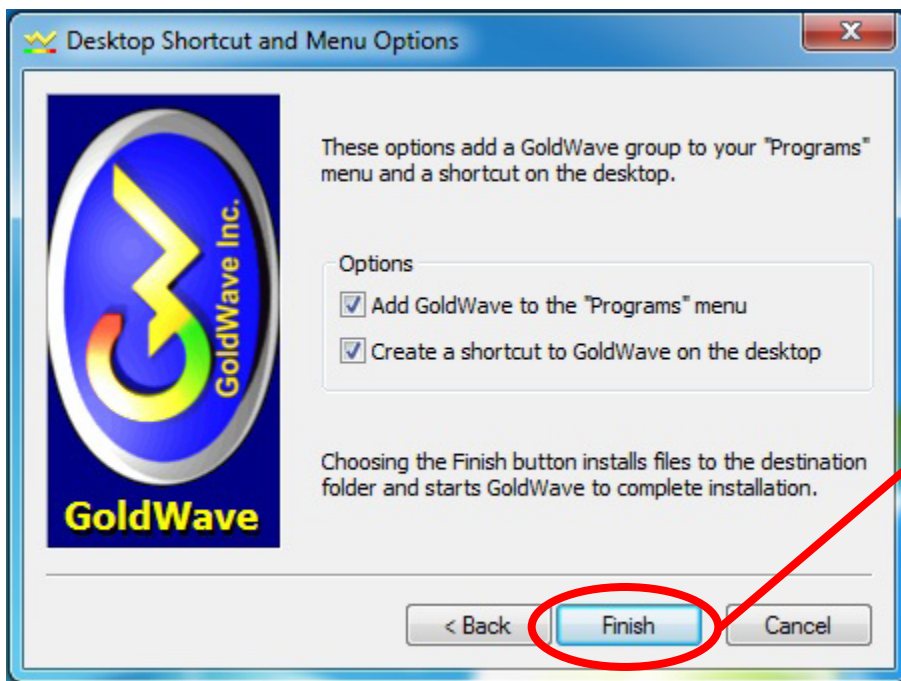 Desktop Shortcut and Menu Options
These options add a GoldWave group to your "Programs"
menu and a shortcut on the desktop.
Options
Add GoldWave to the "Programs" menu
Create a shortcut to GoldWave on the desktop
Choosing the Finish button installs files to the destination
folder and starts GoldWave to complete installation.
GoldWave Inc.
GoldWave
< Back
Finish
Cancel